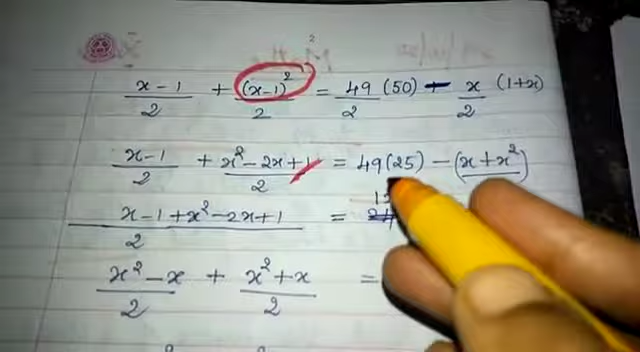 x-1/2 + (x-1)²/2 = 49/2 (50) - x/2 (1+x)
x-1/2 + x²-2x+1/2 = 49(25) - (x+x²)
x-1+x²-2x+1/2 =
x²-x/2 + x²+x/2 =